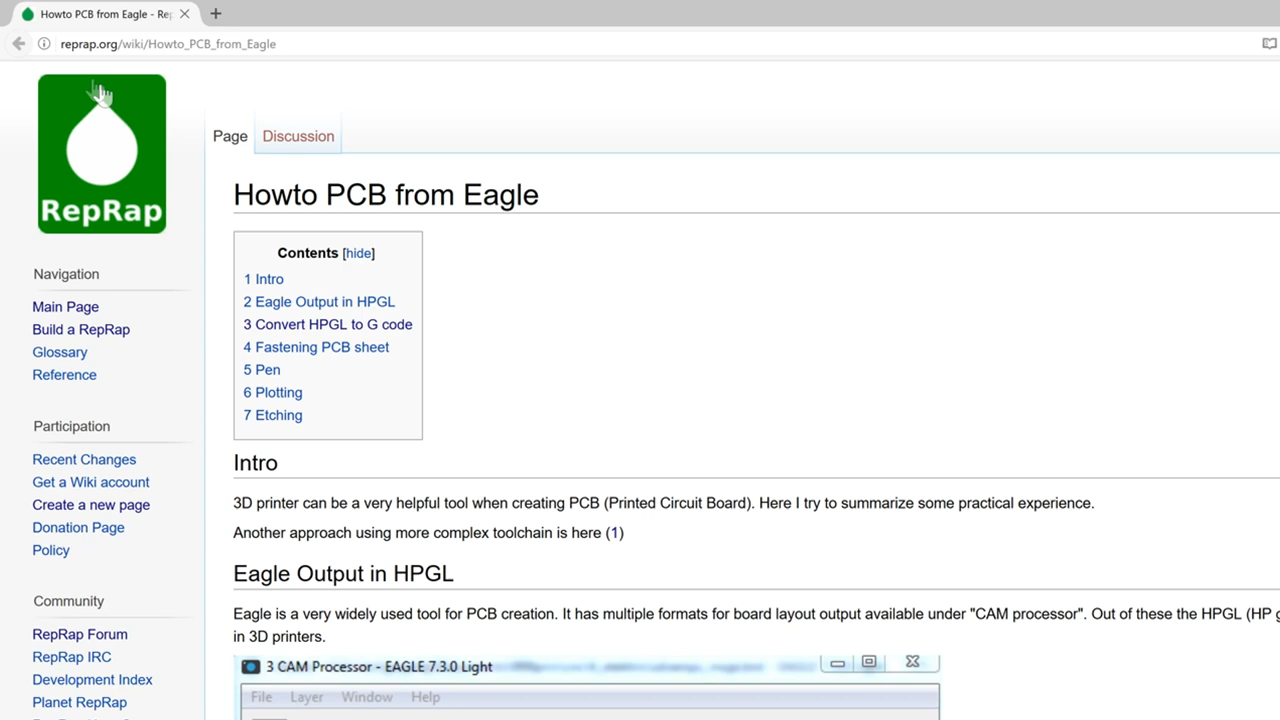 Howto PCB from Eagle - Rep
reprap.org/wiki/Howto_PCB_from_Eagle
RepRap
Page Discussion
Howto PCB from Eagle
Contents [hide]
1 Intro
2 Eagle Output in HPGL
3 Convert HPGL to G code
4 Fastening PCB sheet
5 Pen
6 Plotting
7 Etching
Navigation
Main Page
Build a RepRap
Glossary
Reference
Participation
Recent Changes
Get a Wiki account
Create a new page
Donation Page
Policy
Community
RepRap Forum
RepRap IRC
Development Index
Planet RepRap
Intro
3D printer can be a very helpful tool when creating PCB (Printed Circuit Board). Here I try to summarize some practical experience.
Another approach using more complex toolchain is here (1)
Eagle Output in HPGL
Eagle is a very widely used tool for PCB creation. It has multiple formats for board layout output available under "CAM processor". Out of these the HPGL (HP g
in 3D printers.
3 CAM Processor - EAGLE 7.3.0 Light
File Layer Window Help